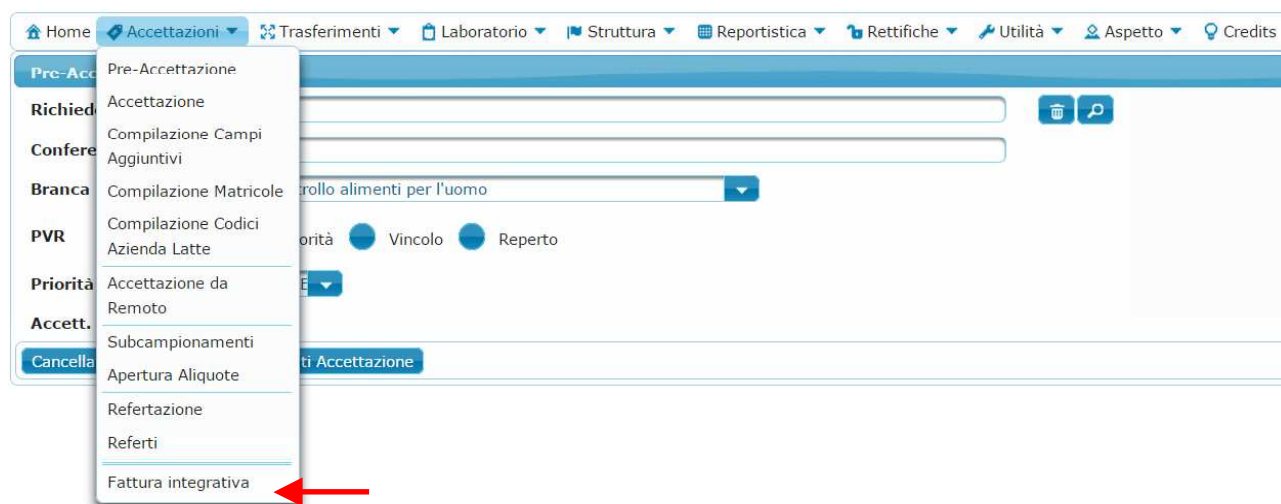 Home Accettazioni Trasferimenti Laboratorio Struttura Reportistica Rettifiche Utilità Aspetto Credits
Pre-Acc
Pre-Accettazione
Accettazione
Compilazione Campi
Aggiuntivi
Compilazione Matricole
Compilazione Codici
Azienda Latte
Accettazione da
Remoto
Subcampionamenti
Apertura Aliquote
Refertazione
Referti
Fattura integrativa
Richied
Confere
Branca trollo alimenti per l'uomo
PVR orità Vincolo Reperto
Priorità E
Accett.
Cancella ti Accettazione